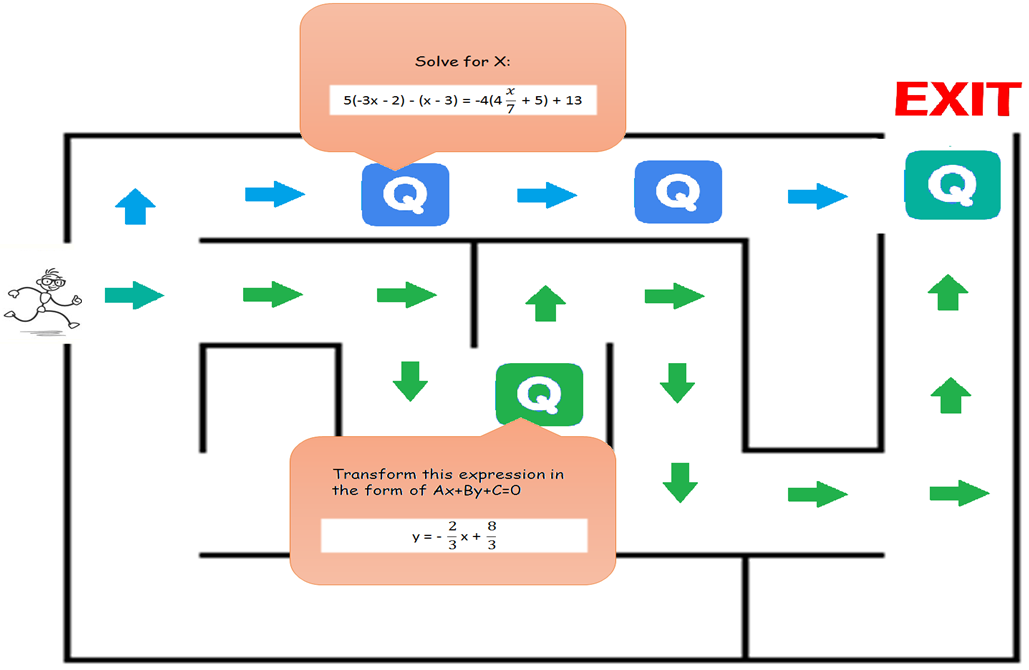 Solve for X:
5(-3x - 2) - (x - 3) = -4(4 x/7 + 5) + 13
EXIT
Q
Q
Q
Q
Transform this expression in
the form of Ax+By+C=0
y = - 2/3 x + 8/3